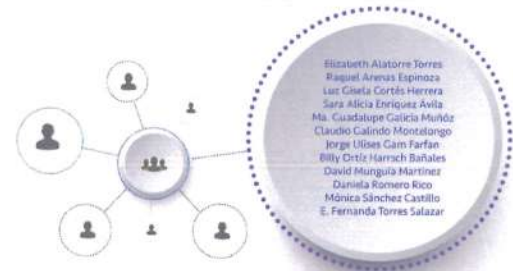 Elizabeth Alatorre Torres
Raquel Arenas Espinoza
Luz Gisela Cortés Herrera
Sara Alicia Enríquez Ávila
Ma. Guadalupe Galicia Muñóz
Claudio Galindo Montelongo
Jorge Ulises Gam Farfan
Billy Ortíz Harrsch Bañales
David Munguía Martínez
Daniela Romero Rico
Mónica Sánchez Castillo
E. Fernanda Torres Salazar